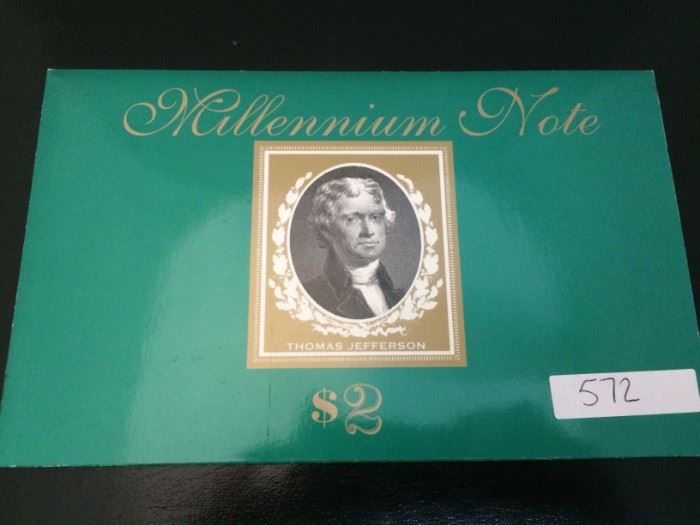 Millennium Note
THOMAS JEFFERSON
$2
572